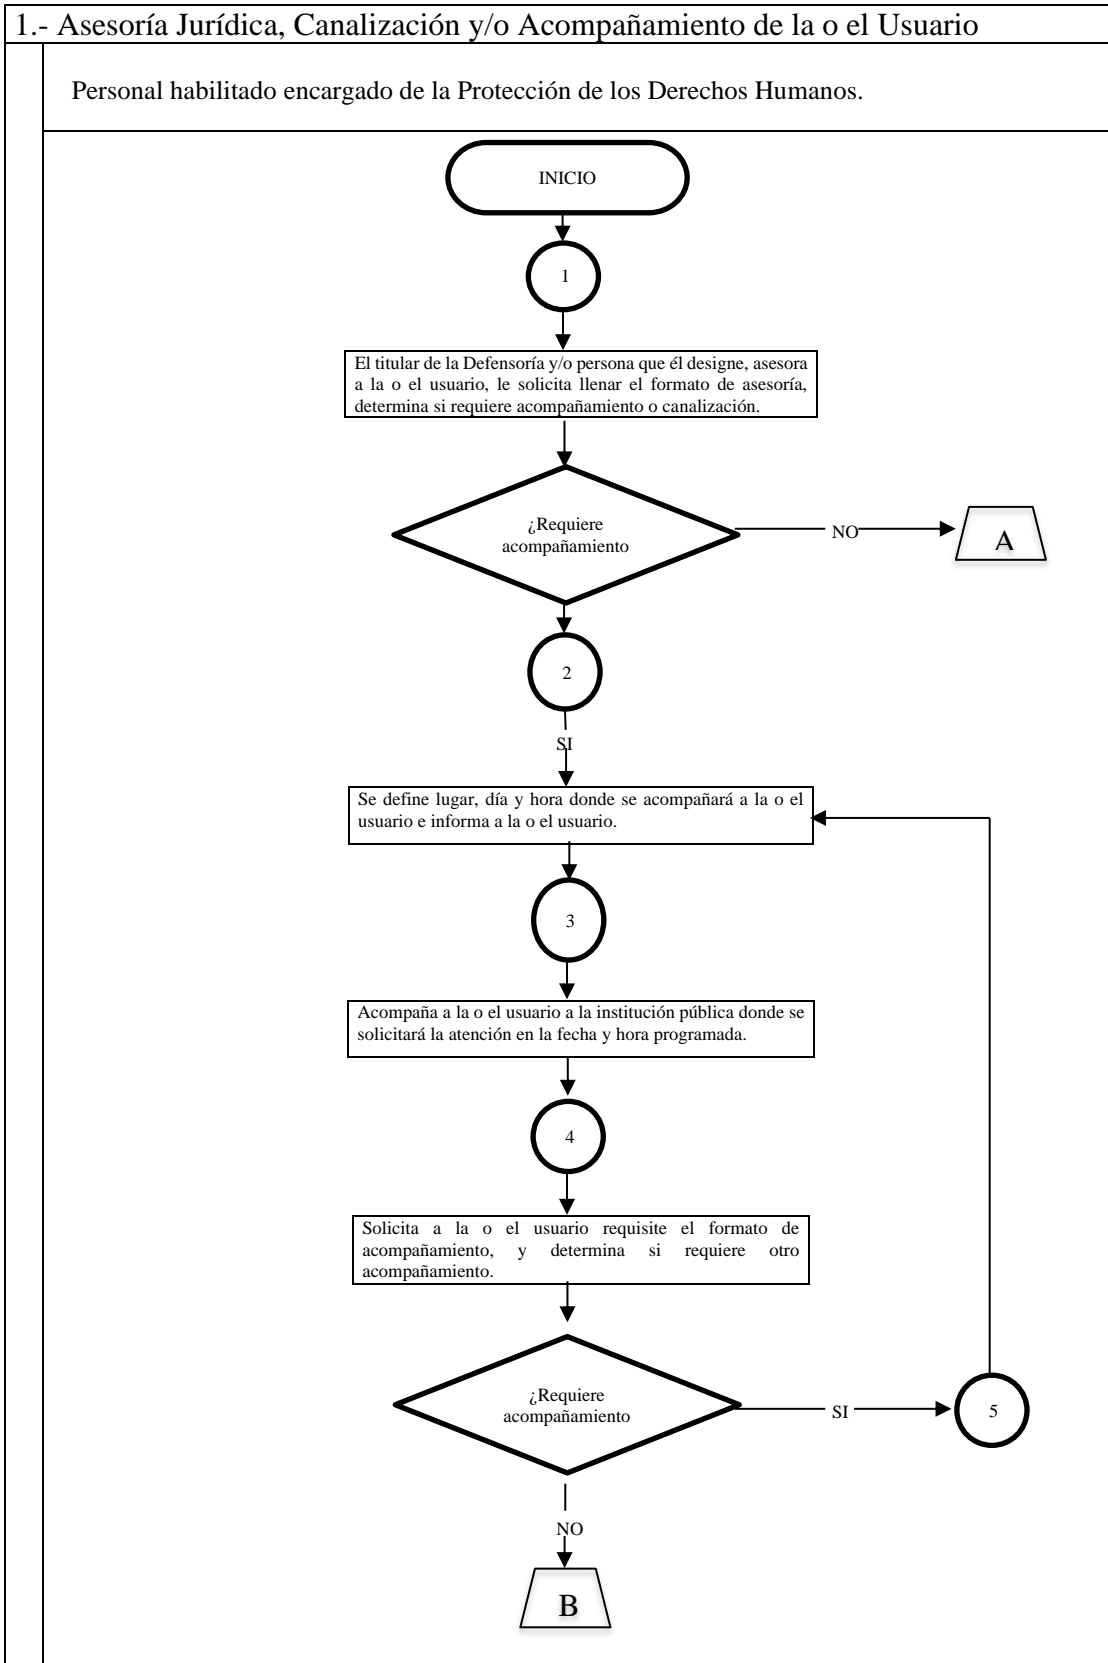 1.- Asesoría Jurídica, Canalización y/o Acompañamiento de la o el Usuario
Personal habilitado encargado de la Protección de los Derechos Humanos.
INICIO
1
El titular de la Defensoría y/o persona que él designe, asesora
a la o el usuario, le solicita llenar el formato de asesoría,
determina si requiere acompañamiento o canalización.
¿Requiere
acompañamiento
NO
A
2
SI
Se define lugar, día y hora donde se acompañará a la o el
usuario e informa a la o el usuario.
3
Acompaña a la o el usuario a la institución pública donde se
solicitará la atención en la fecha y hora programada.
4
Solicita a la o el usuario requisite el formato de
acompañamiento, y determina si requiere otro
acompañamiento.
¿Requiere
acompañamiento
SI
5
NO
B